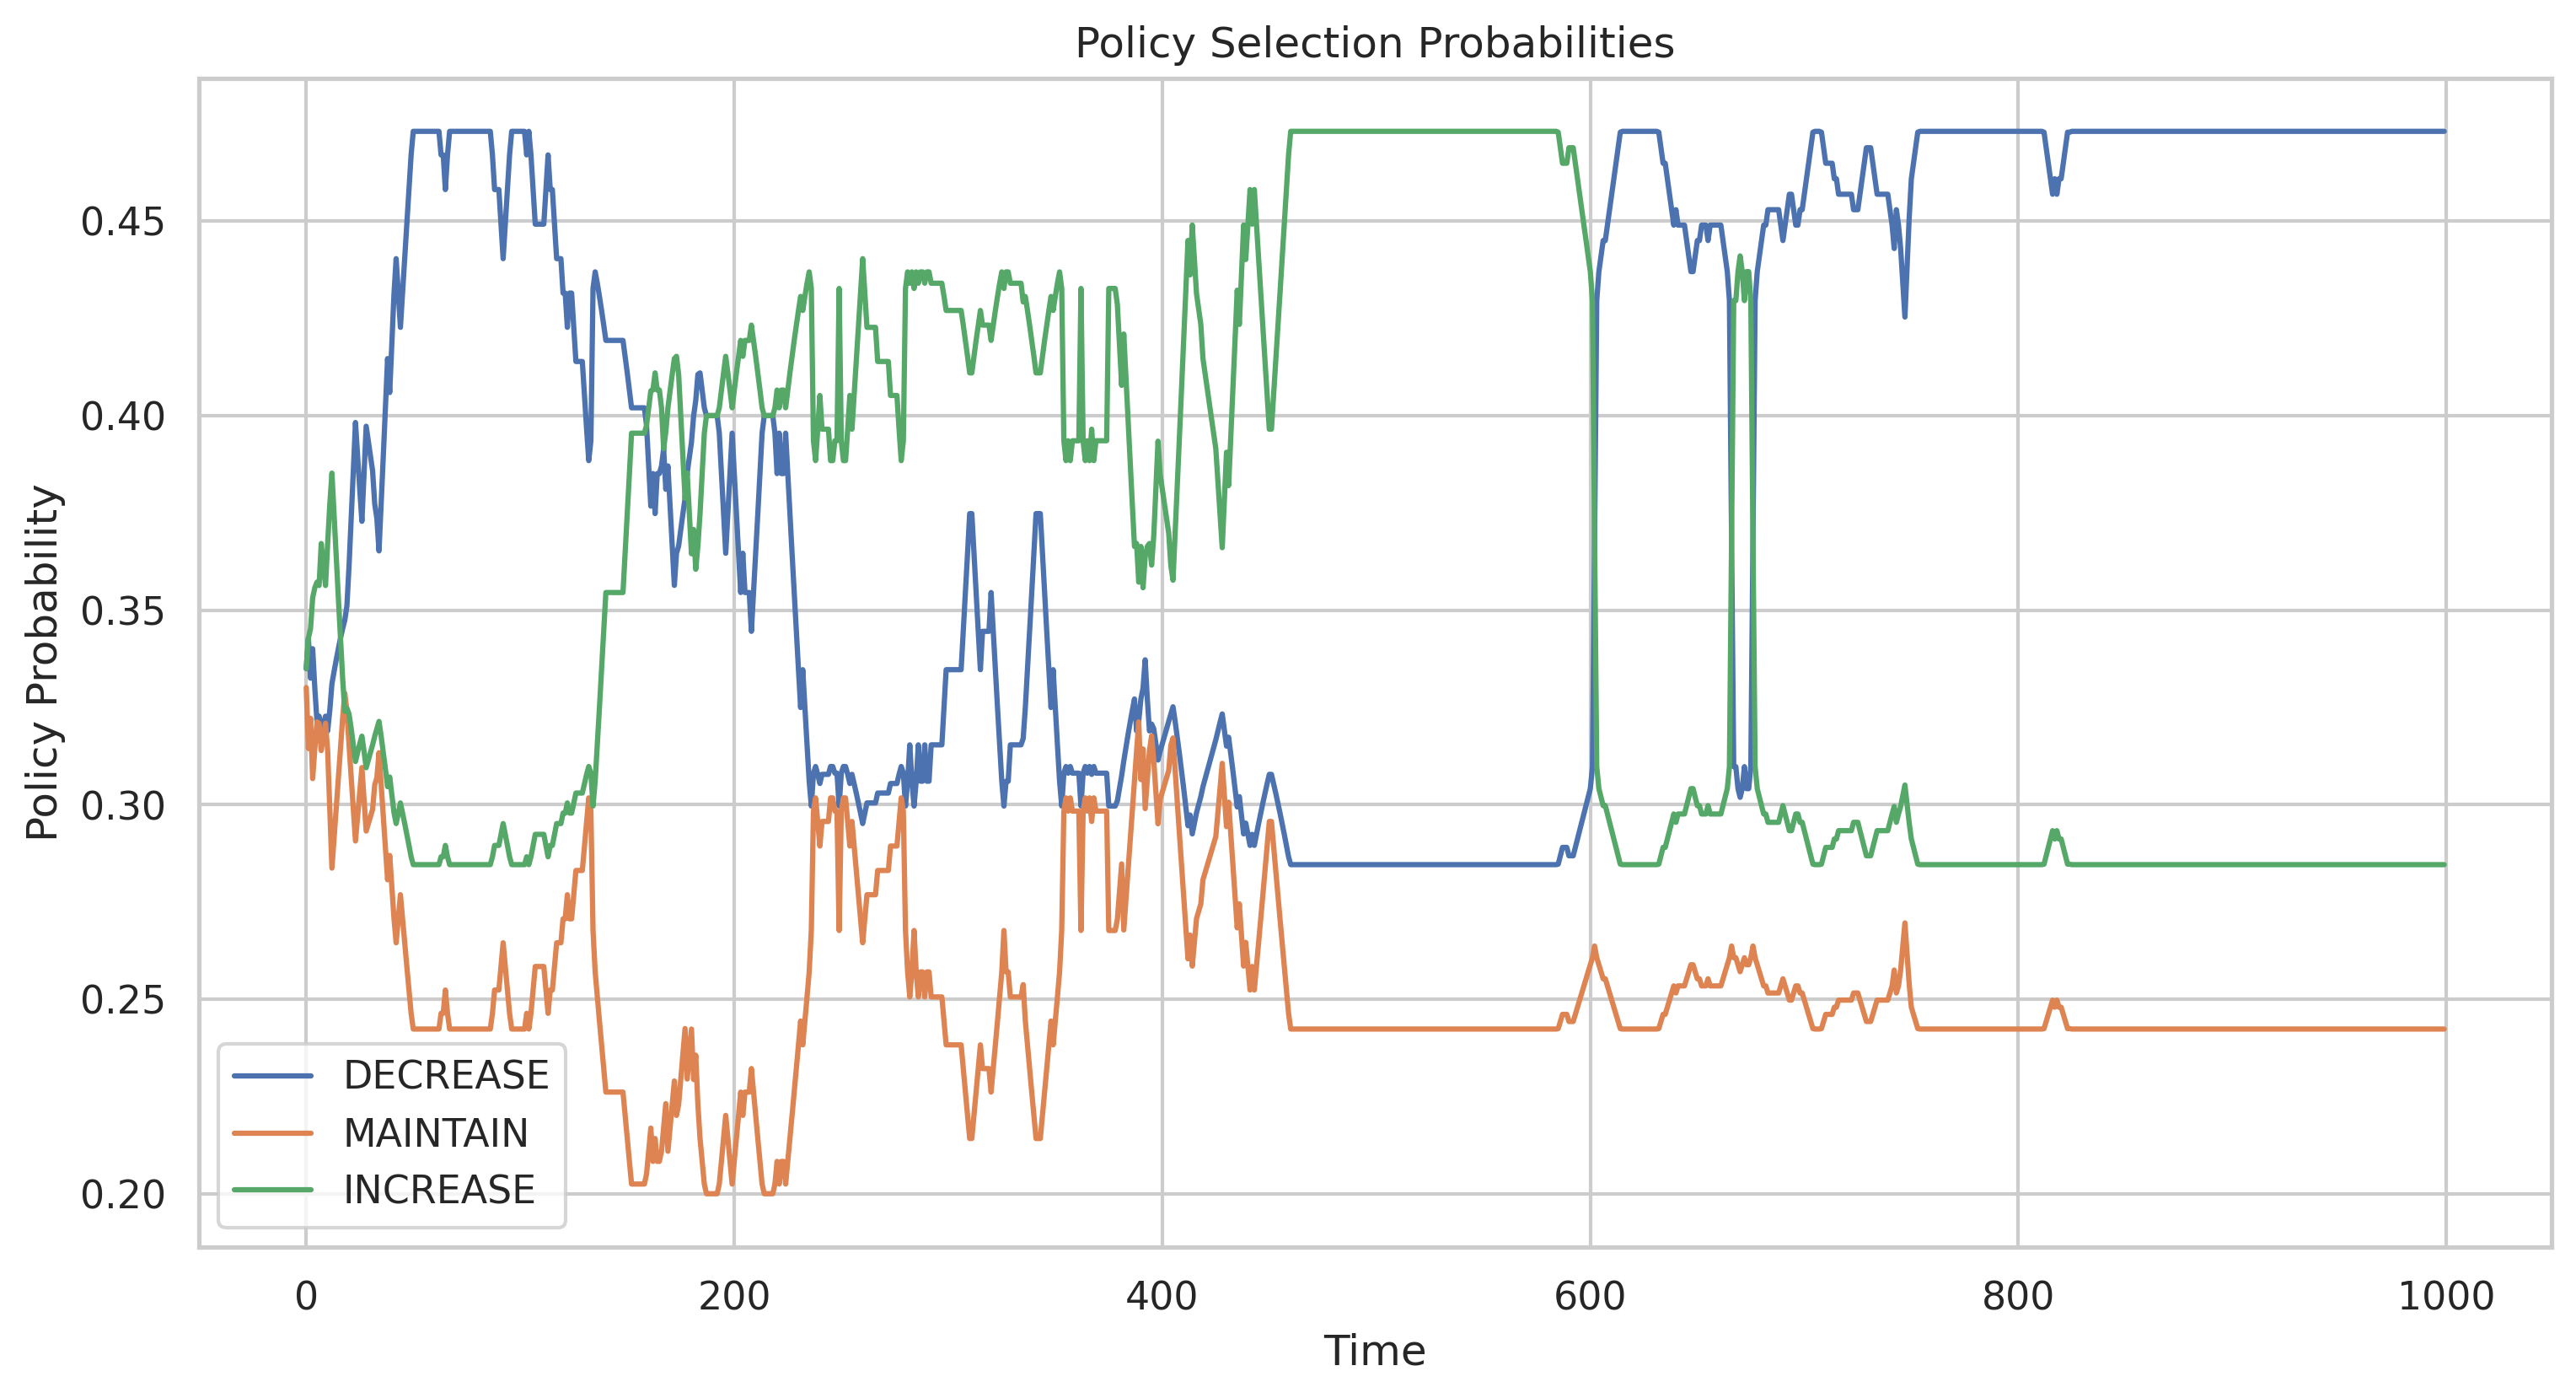 Policy Selection Probabilities
Policy Probability
0.45
0.40
0.35
0.30
0.25
0.20
DECREASE
MAINTAIN
INCREASE
0 200 400 600 800 1000
Time